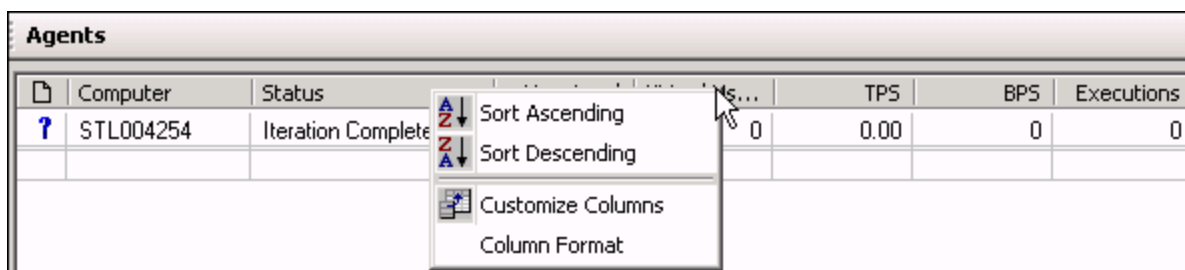 Agents
Computer Status s... TPS BPS Executions
? STL004254 Iteration Complete 0 0.00 0 0
Sort Ascending
Sort Descending
Customize Columns
Column Format